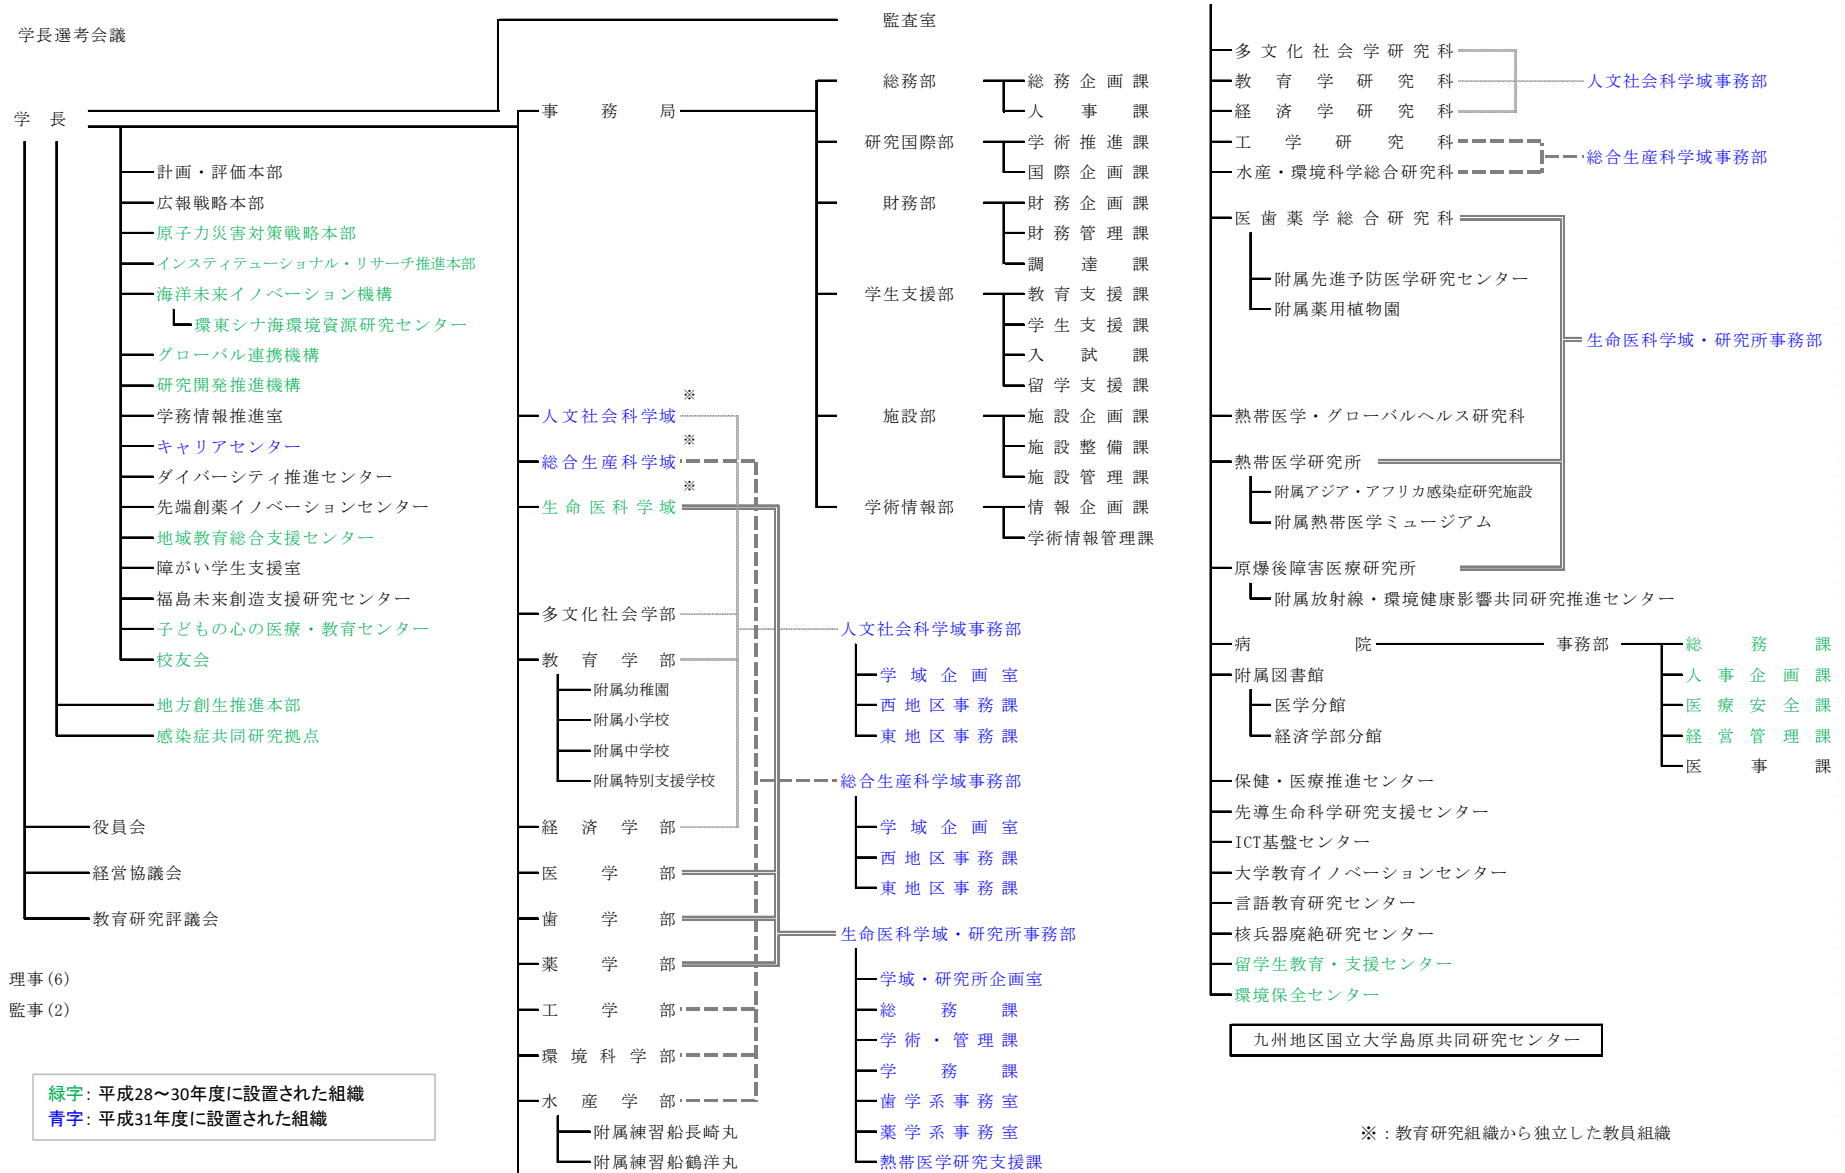 学長選考会議
学長
計画・評価本部
広報戦略本部
原子力災害対策戦略本部
インスティテューショナル・リサーチ推進本部
海洋未来イノベーション機構
環東シナ海環境資源研究センター
グローバル連携機構
研究開発推進機構
学務情報推進室
キャリアセンター
ダイバーシティ推進センター
先端創薬イノベーションセンター
地域教育総合支援センター
障がい学生支援室
福島未来創造支援研究センター
子どもの心の医療・教育センター
校友会
地方創生推進本部
感染症共同研究拠点
役員会
経営協議会
教育研究評議会
理事(6)
監事(2)
緑字: 平成28～30年度に設置された組織
青字: 平成31年度に設置された組織
監査室
事務局
総務部
総務企画課
人事課
研究国際部
学術推進課
国際企画課
財務部
財務企画課
財務管理課
調達課
学生支援部
教育支援課
学生支援課
入試課
留学支援課
施設部
施設企画課
施設整備課
施設管理課
学術情報部
情報企画課
学術情報管理課
※
人文社会科学域
※
総合生産科学域
※
生命医科学域
多文化社会学部
教育学部
附属幼稚園
附属小学校
附属中学校
附属特別支援学校
経済学部
医学部
歯学部
薬学部
工学部
環境科学部
水産学部
附属練習船長崎丸
附属練習船鶴洋丸
人文社会科学域事務部
学域企画室
西地区事務課
東地区事務課
総合生産科学域事務部
学域企画室
西地区事務課
東地区事務課
生命医科学域・研究所事務部
学域・研究所企画室
総務課
学術・管理課
学務課
歯学系事務室
薬学系事務室
熱帯医学研究支援課
多文化社会学研究科
教育学研究科
経済学研究科
人文社会科学域事務部
工学研究科
水産・環境科学総合研究科
総合生産科学域事務部
医歯薬学総合研究科
附属先進予防医学研究センター
附属薬用植物園
生命医科学域・研究所事務部
熱帯医学・グローバルヘルス研究科
熱帯医学研究所
附属アジア・アフリカ感染症研究施設
附属熱帯医学ミュージアム
原爆後障害医療研究所
附属放射線・環境健康影響共同研究推進センター
病院
事務部
総務課
人事企画課
医療安全課
経営管理課
医事課
附属図書館
医学分館
経済学部分館
保健・医療推進センター
先導生命科学研究支援センター
ICT基盤センター
大学教育イノベーションセンター
言語教育研究センター
核兵器廃絶研究センター
留学生教育・支援センター
環境保全センター
九州地区国立大学島原共同研究センター
※：教育研究組織から独立した教員組織